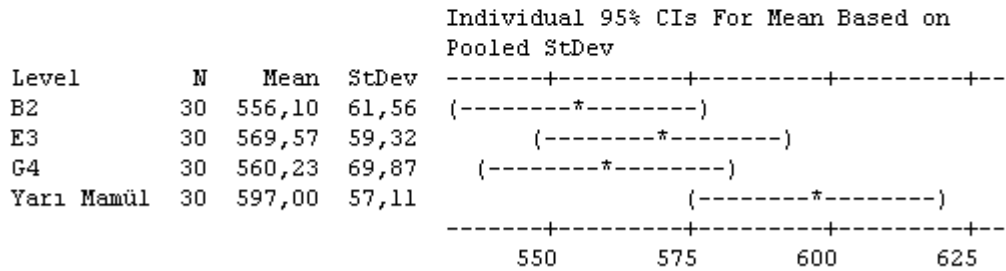 Individual 95% CIs For Mean Based on
Pooled StDev
Level N Mean StDev --------+---------+---------+---------+--
B2 30 556,10 61,56 (--------*--------)
E3 30 569,57 59,32 (--------*--------)
G4 30 560,23 69,87 (--------*--------)
Yarı Mamül 30 597,00 57,11 (--------*--------)
--------+---------+---------+---------+--
550 575 600 625